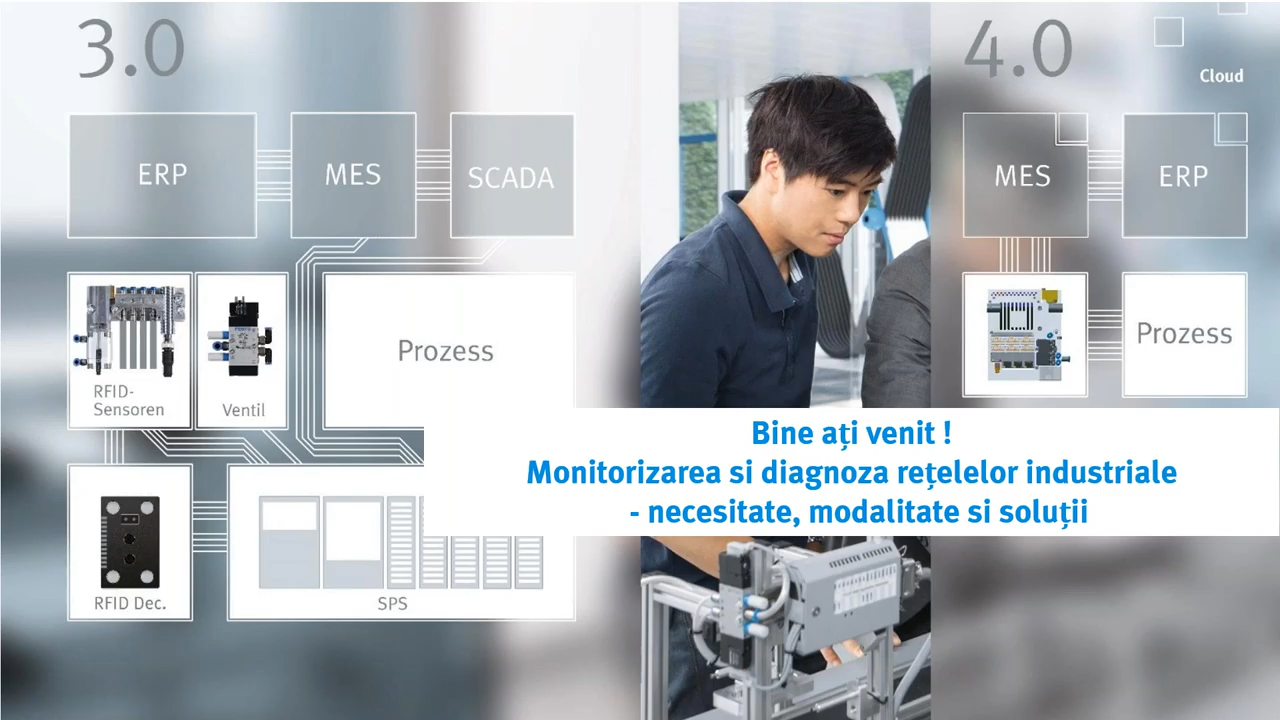 3.0
4.0
Cloud
ERP
MES
SCADA
MES
ERP
RFID-
Sensoren
Ventil
Prozess
Prozess
Bine ați venit !
Monitorizarea si diagnoza rețelelor industriale
- necesitate, modalitate si soluții
RFID Dec.
SPS